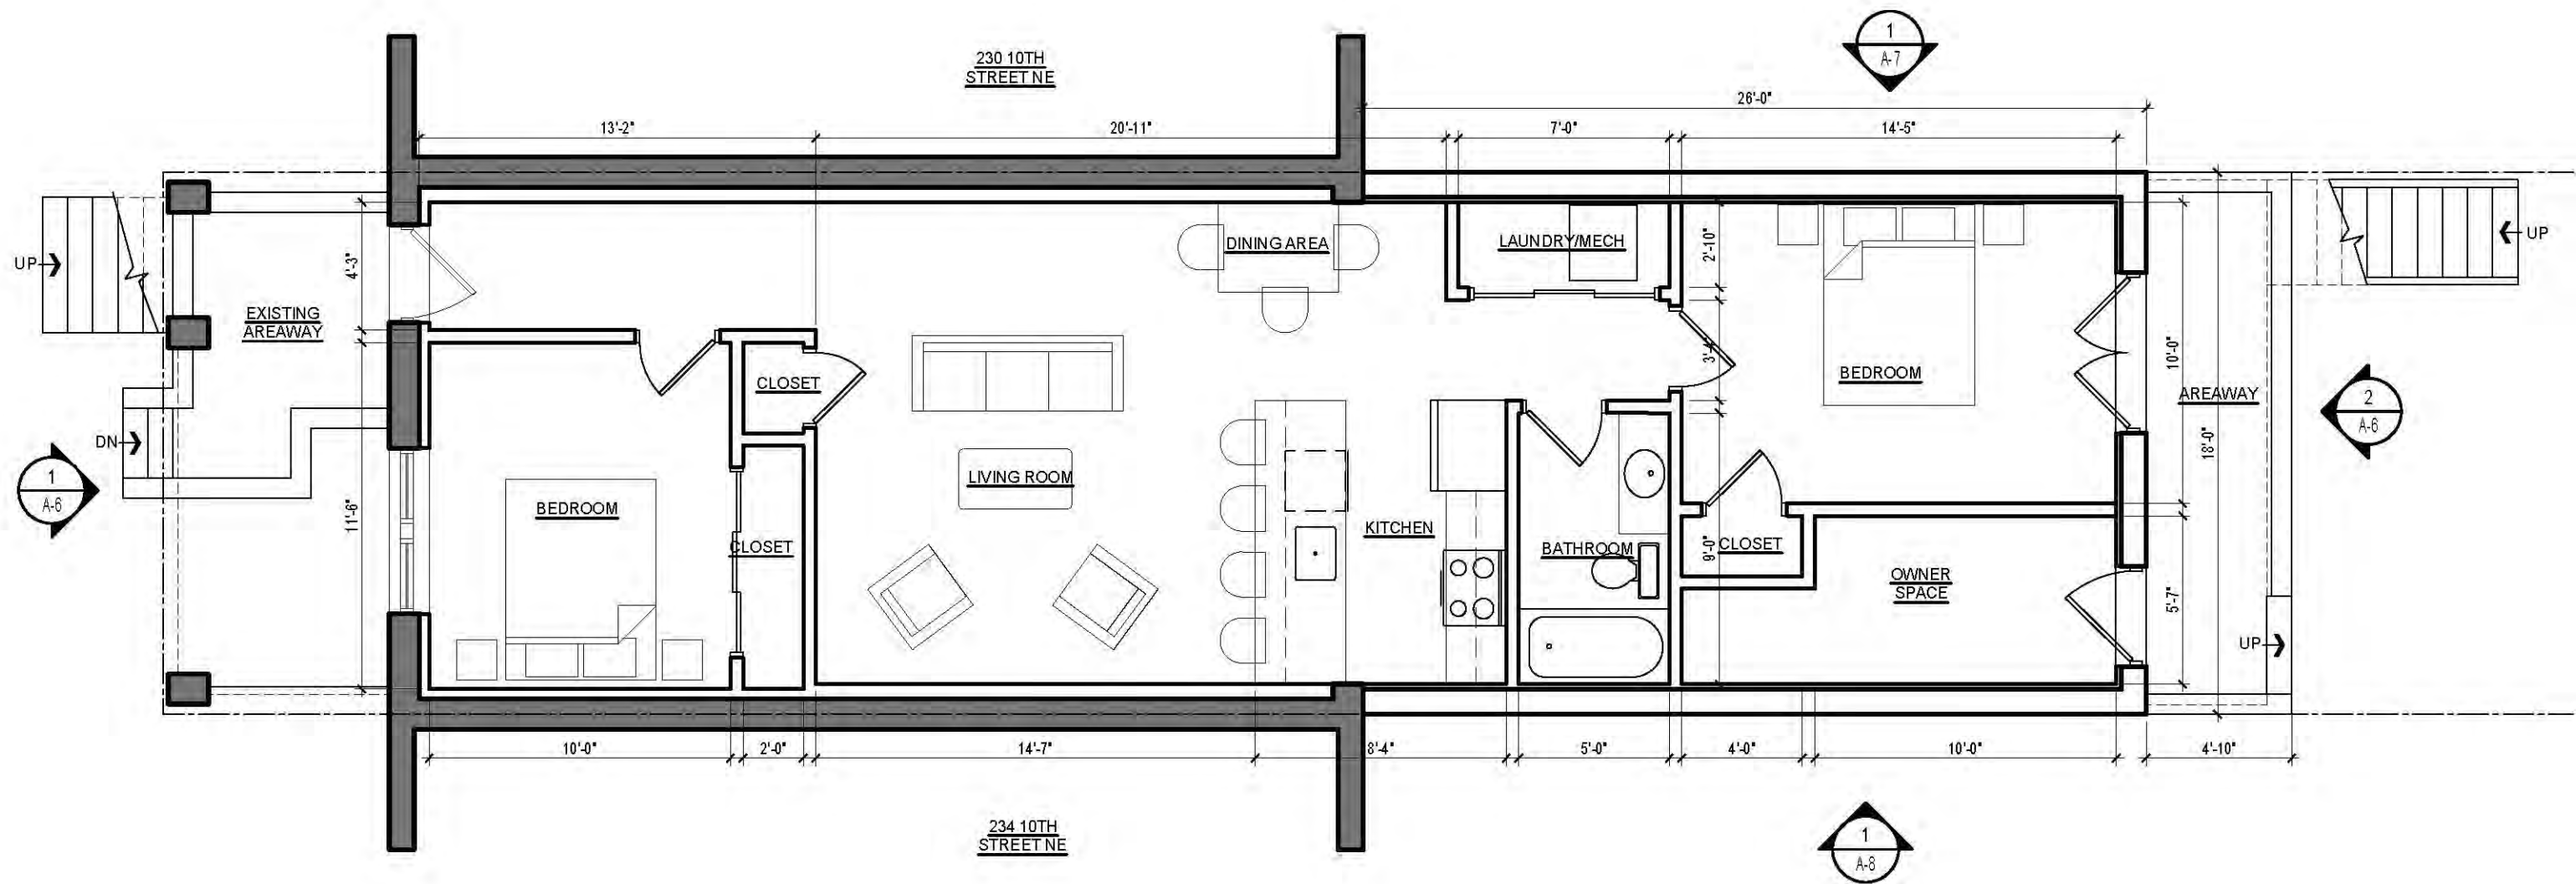 1
A-7
230 10TH
STREET NE
26'-0"
13'-2"
20'-11"
7'-0"
14'-5"
UP
EXISTING
AREAWAY
4'-3"
DINING AREA
LAUNDRY/MECH
2'-10"
UP
CLOSET
3'-4"
BEDROOM
10'-0"
AREAWAY
2
A-6
DN
1
A-6
18'-0"
11'-6"
BEDROOM
LIVING ROOM
KITCHEN
CLOSET
BATHROOM
9'-0"
CLOSET
OWNER
SPACE
5'-7"
UP
10'-0"
2'-0"
14'-7"
8'-4"
5'-0"
4'-0"
10'-0"
4'-10"
234 10TH
STREET NE
1
A-8